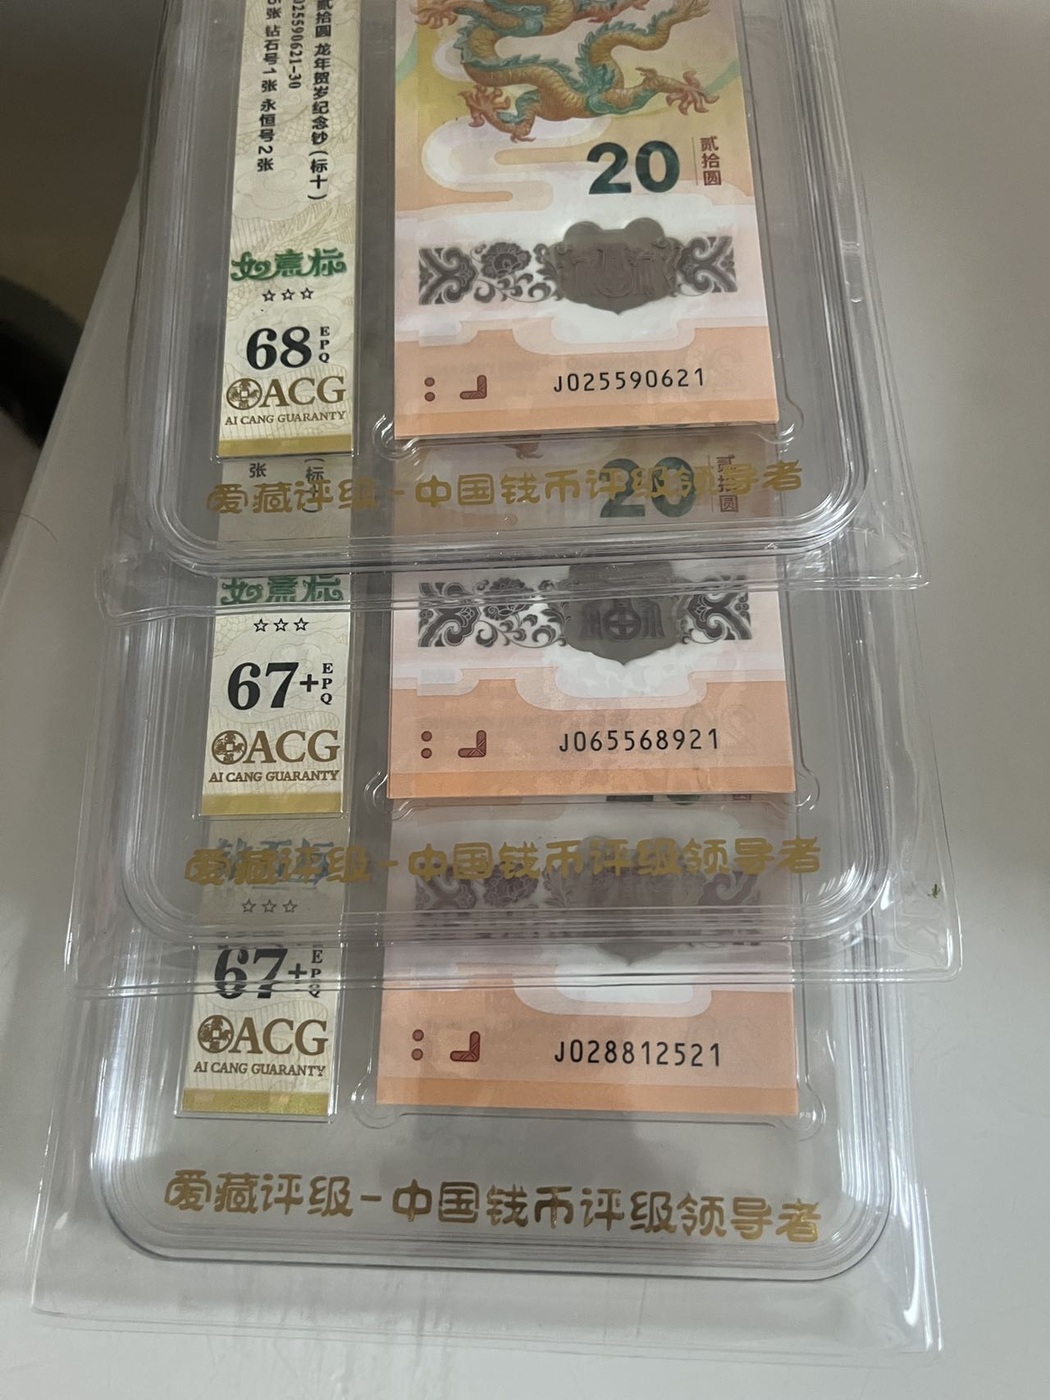 贰拾圆 龙年贺岁纪念钞(标十)
025590621-30
5张 钻石号1张 永恒号2张
如意标
☆☆☆
68 EPQ
ACG
AI CANG GUARANTY
20
贰拾圆
J025590621
爱藏评级-中国钱币评级领导者
张
(标
20
贰拾圆
如意标
☆☆☆
67+ EPQ
ACG
AI CANG GUARANTY
J065568921
爱藏评级-中国钱币评级领导者
☆☆☆
67+ EPQ
ACG
AI CANG GUARANTY
J028812521
爱藏评级-中国钱币评级领导者